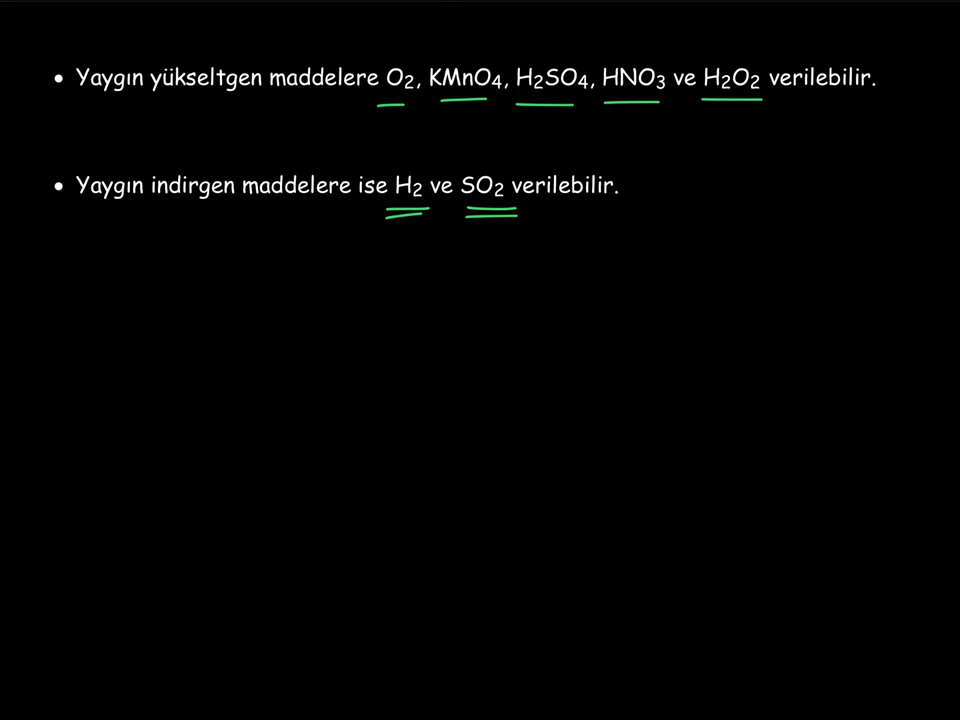 • Yaygın yükseltgen maddelere O₂, KMnO₄, H₂SO₄, HNO₃ ve H₂O₂ verilebilir.
• Yaygın indirgen maddelere ise H₂ ve SO₂ verilebilir.